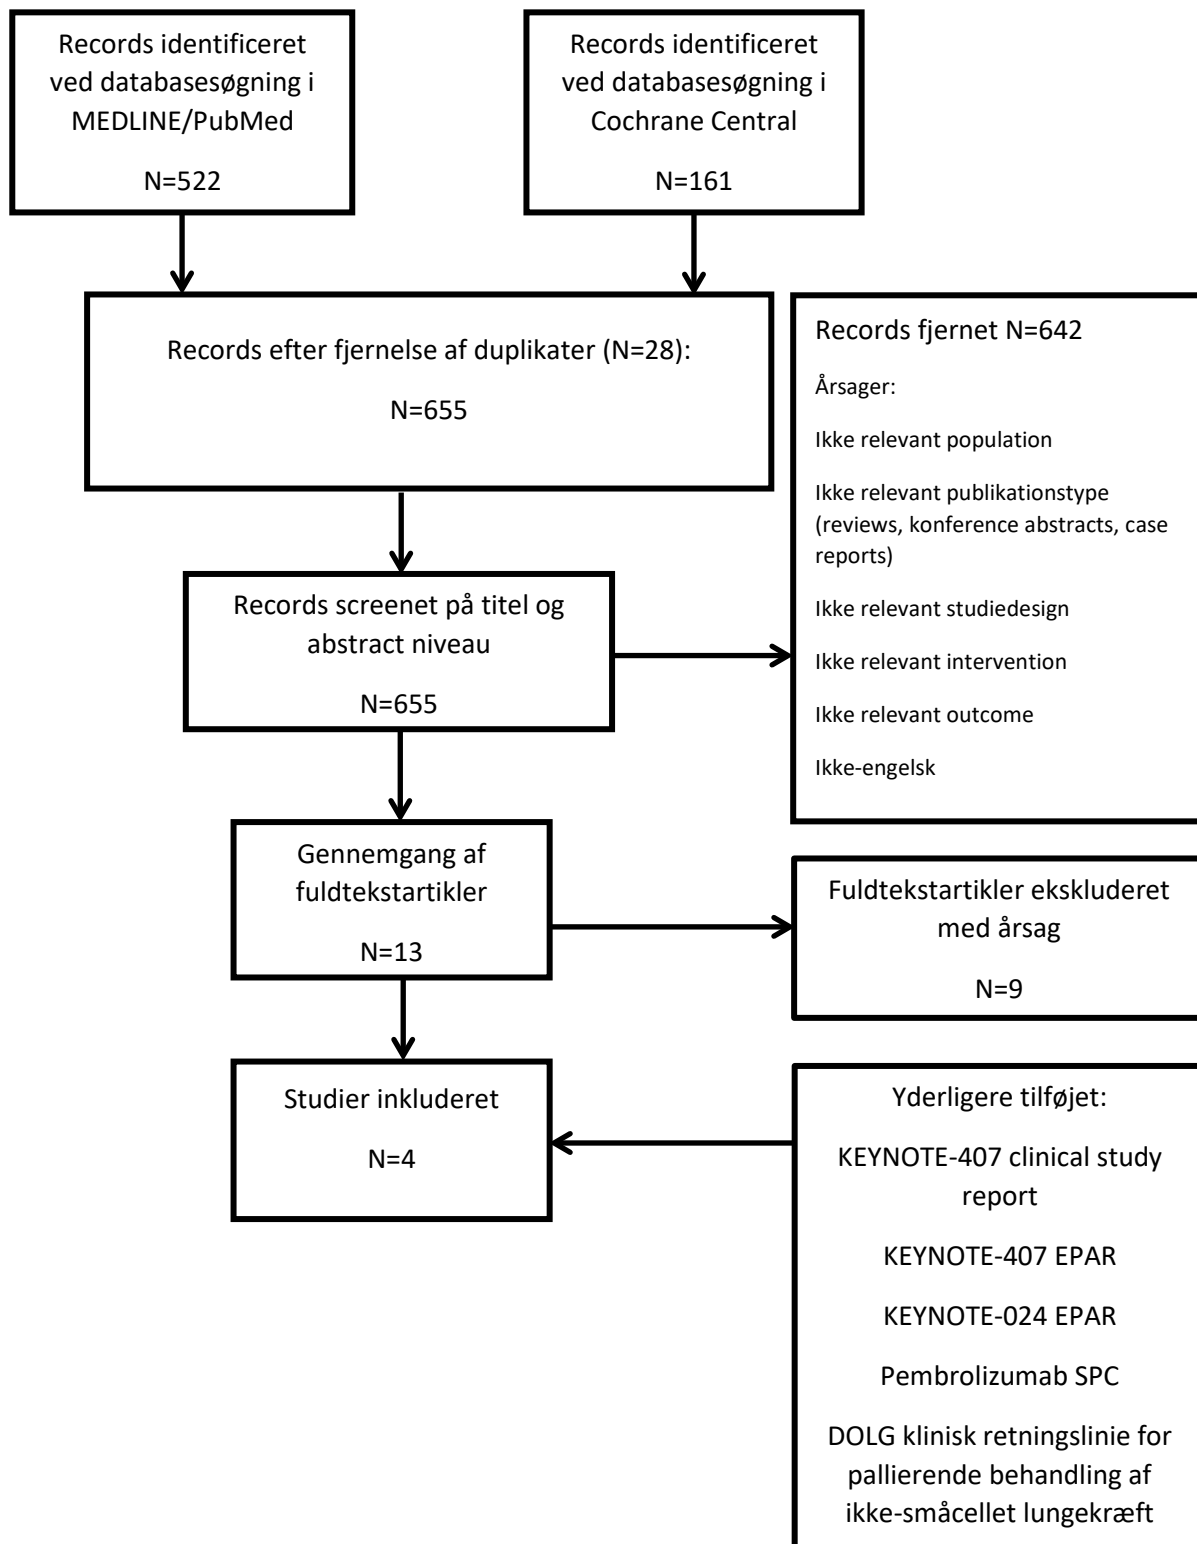 Records identificeret
ved databasesøgning i
MEDLINE/PubMed
N=522
Records identificeret
ved databasesøgning i
Cochrane Central
N=161
Records efter fjernelse af duplikater (N=28):
N=655
Records fjernet N=642
Årsager:
Ikke relevant population
Ikke relevant publikationstype
(reviews, konference abstracts, case
reports)
Ikke relevant studiedesign
Ikke relevant intervention
Ikke relevant outcome
Ikke-engelsk
Records screenet på titel og
abstract niveau
N=655
Gennemgang af
fuldtekstartikler
N=13
Fuldtekstartikler ekskluderet
med årsag
N=9
Studier inkluderet
N=4
Yderligere tilføjet:
KEYNOTE-407 clinical study
report
KEYNOTE-407 EPAR
KEYNOTE-024 EPAR
Pembrolizumab SPC
DOLG klinisk retningslinie for
pallierende behandling af
ikke-småcellet lungekræft